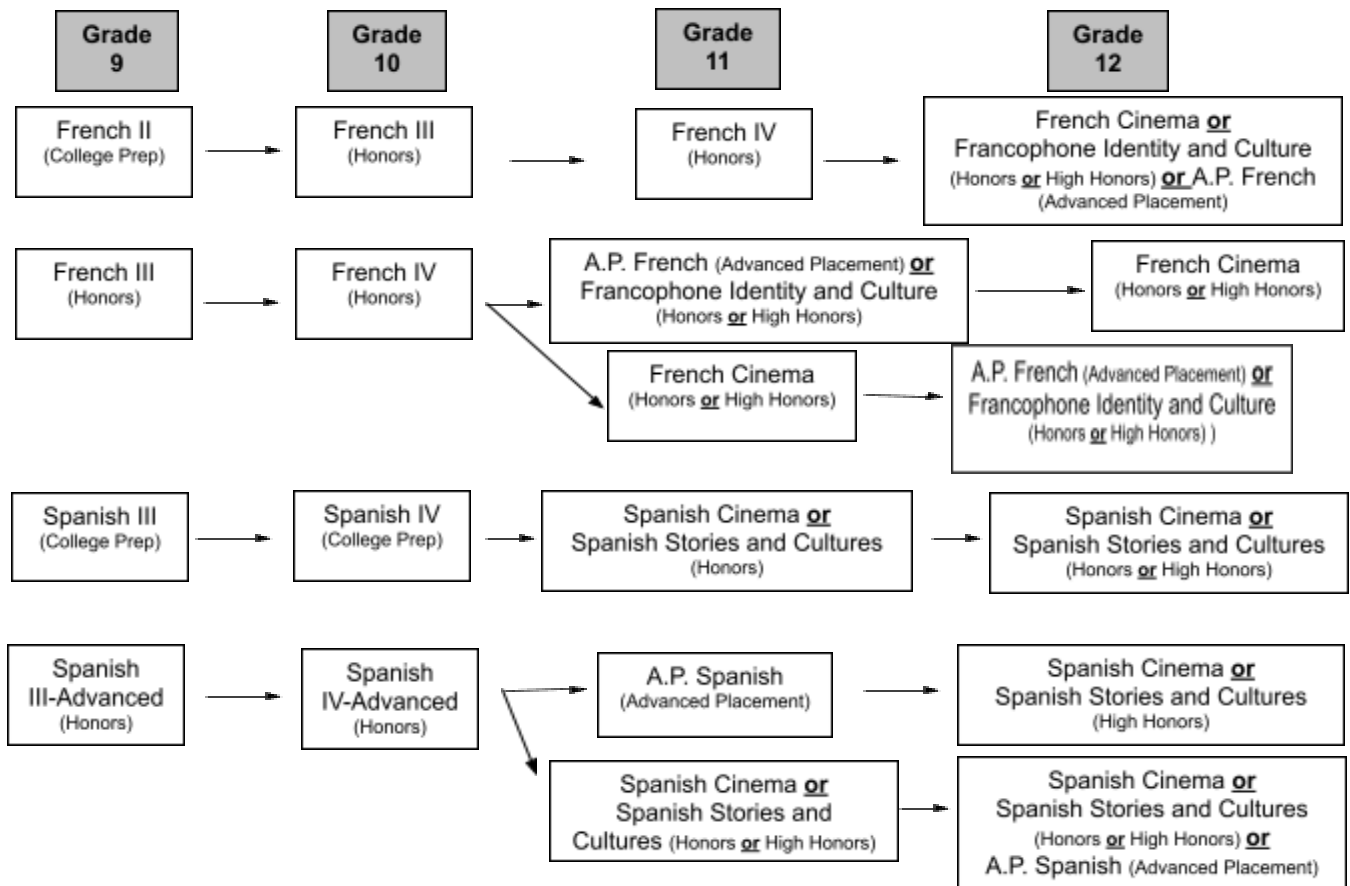 Grade
9
Grade
10
Grade
11
Grade
12
French II
(College Prep)
French III
(Honors)
French IV
(Honors)
French Cinema or
Francophone Identity and Culture
(Honors or High Honors) or A.P. French
(Advanced Placement)
French III
(Honors)
French IV
(Honors)
A.P. French (Advanced Placement) or
Francophone Identity and Culture
(Honors or High Honors)
French Cinema
(Honors or High Honors)
French Cinema
(Honors or High Honors)
A.P. French (Advanced Placement) or
Francophone Identity and Culture
(Honors or High Honors) )
Spanish III
(College Prep)
Spanish IV
(College Prep)
Spanish Cinema or
Spanish Stories and Cultures
(Honors)
Spanish Cinema or
Spanish Stories and Cultures
(Honors or High Honors)
Spanish
III-Advanced
(Honors)
Spanish
IV-Advanced
(Honors)
A.P. Spanish
(Advanced Placement)
Spanish Cinema or
Spanish Stories and Cultures
(High Honors)
Spanish Cinema or
Spanish Stories and
Cultures (Honors or High Honors)
Spanish Cinema or
Spanish Stories and Cultures
(Honors or High Honors) or
A.P. Spanish (Advanced Placement)